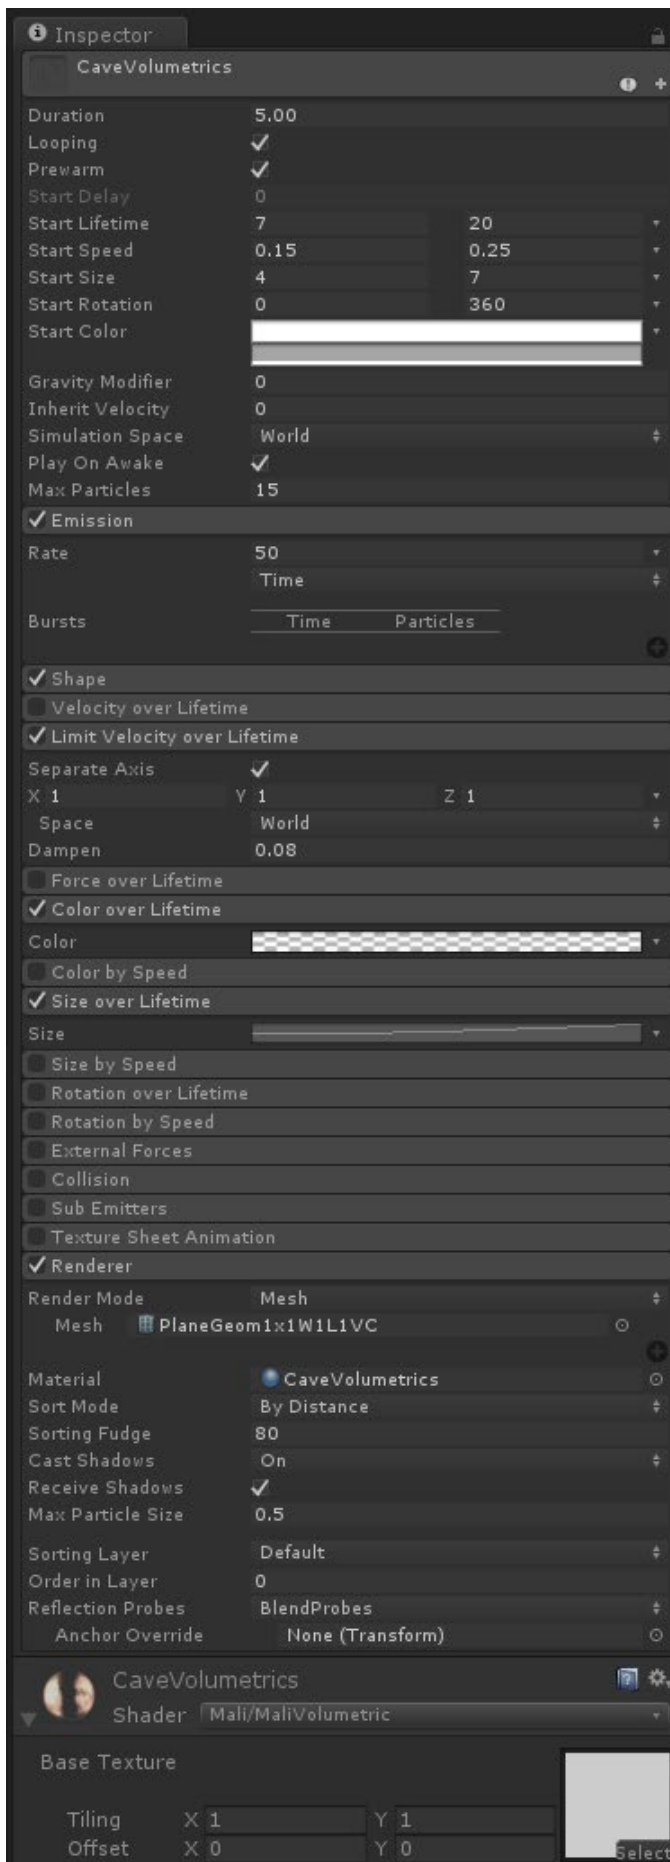 Inspector
CaveVolumetrics
Duration 5.00
Looping
Prewarm
Start Delay 0
Start Lifetime 7 20
Start Speed 0.15 0.25
Start Size 4 7
Start Rotation 0 360
Start Color
Gravity Modifier 0
Inherit Velocity 0
Simulation Space World
Play On Awake
Max Particles 15
Emission
Rate 50
Time
Bursts Time Particles
Shape
Velocity over Lifetime
Limit Velocity over Lifetime
Separate Axis
X 1 Y 1 Z 1
Space World
Dampen 0.08
Force over Lifetime
Color over Lifetime
Color
Color by Speed
Size over Lifetime
Size
Size by Speed
Rotation over Lifetime
Rotation by Speed
External Forces
Collision
Sub Emitters
Texture Sheet Animation
Renderer
Render Mode Mesh
Mesh PlaneGeom1x1W1L1VC
Material CaveVolumetrics
Sort Mode By Distance
Sorting Fudge 80
Cast Shadows On
Receive Shadows
Max Particle Size 0.5
Sorting Layer Default
Order in Layer 0
Reflection Probes BlendProbes
Anchor Override None (Transform)
CaveVolumetrics
Shader Mali/MaliVolumetric
Base Texture
Tiling X 1 Y 1
Offset X 0 Y 0
Select